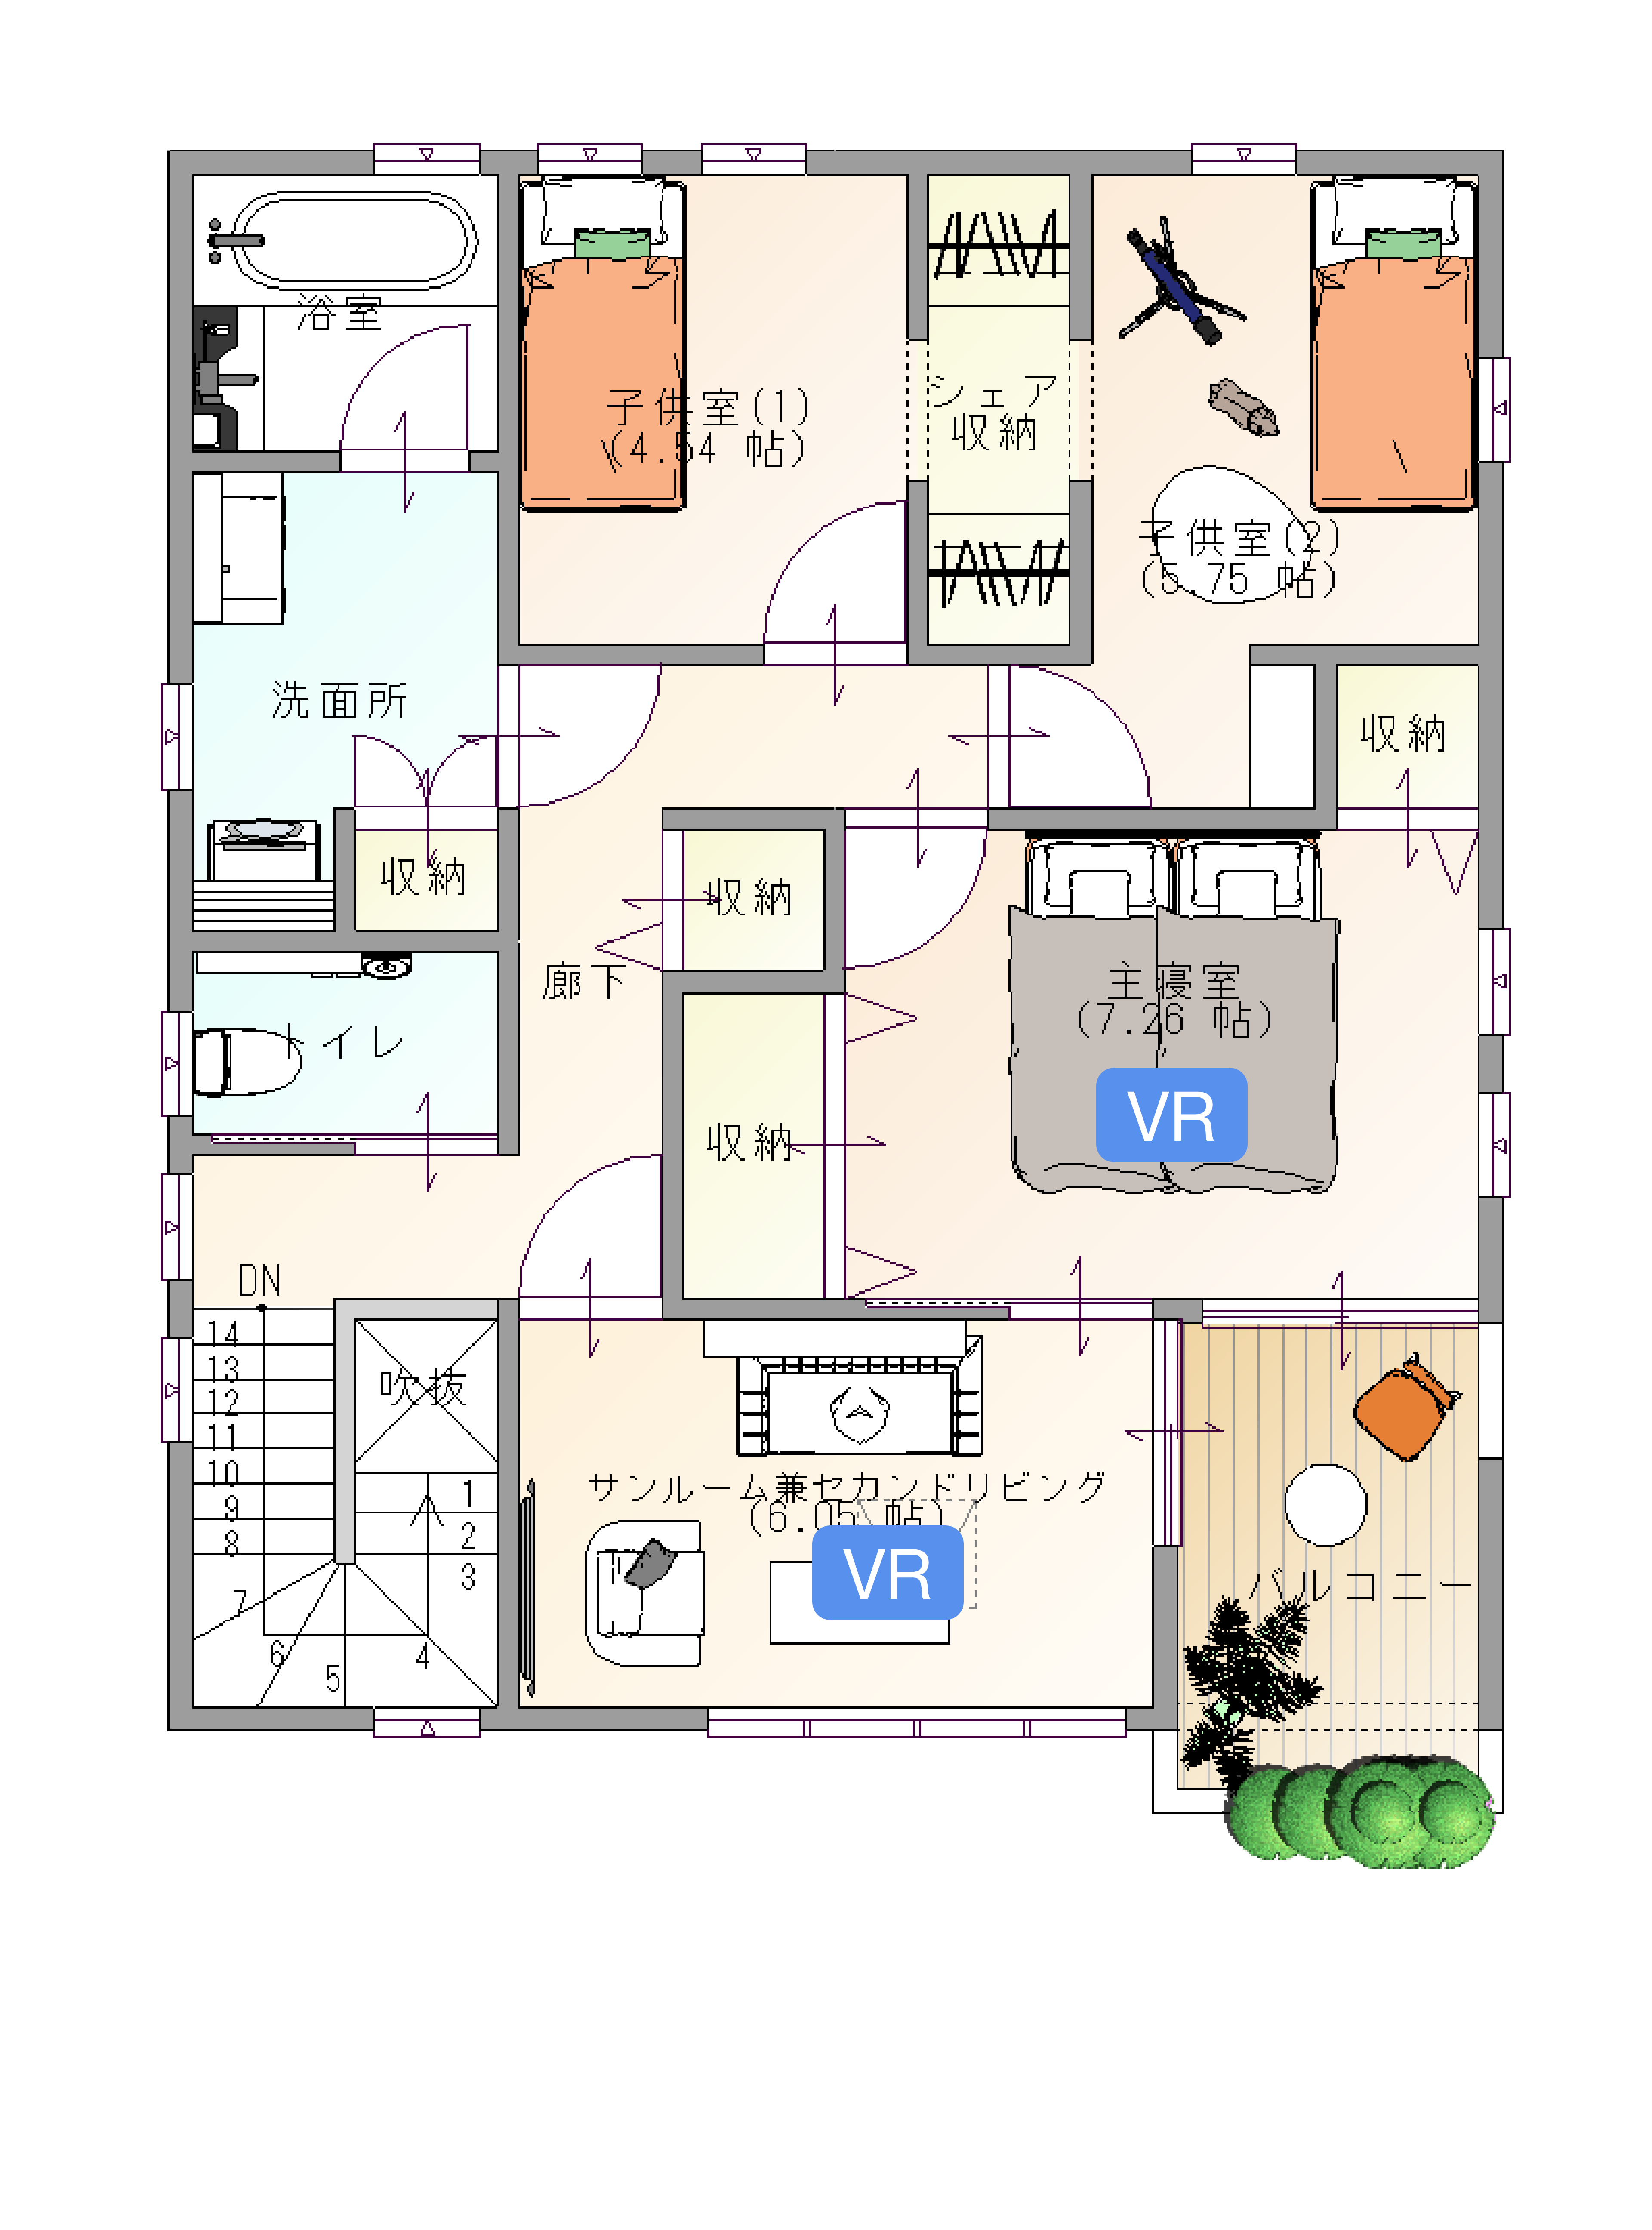 浴室
子供室(1)
(4.54 帖)
シェア
収納
子供室(2)
(5.75 帖)
洗面所
収納
収納
収納
廊下
主寝室
(7.26 帖)
トイレ
VR
収納
DN
14
13
12
11
10
9
8
7
6
5
4
3
2
1
吹抜
サンルーム兼セカンドリビング
(6.05 帖)
VR
バルコニー